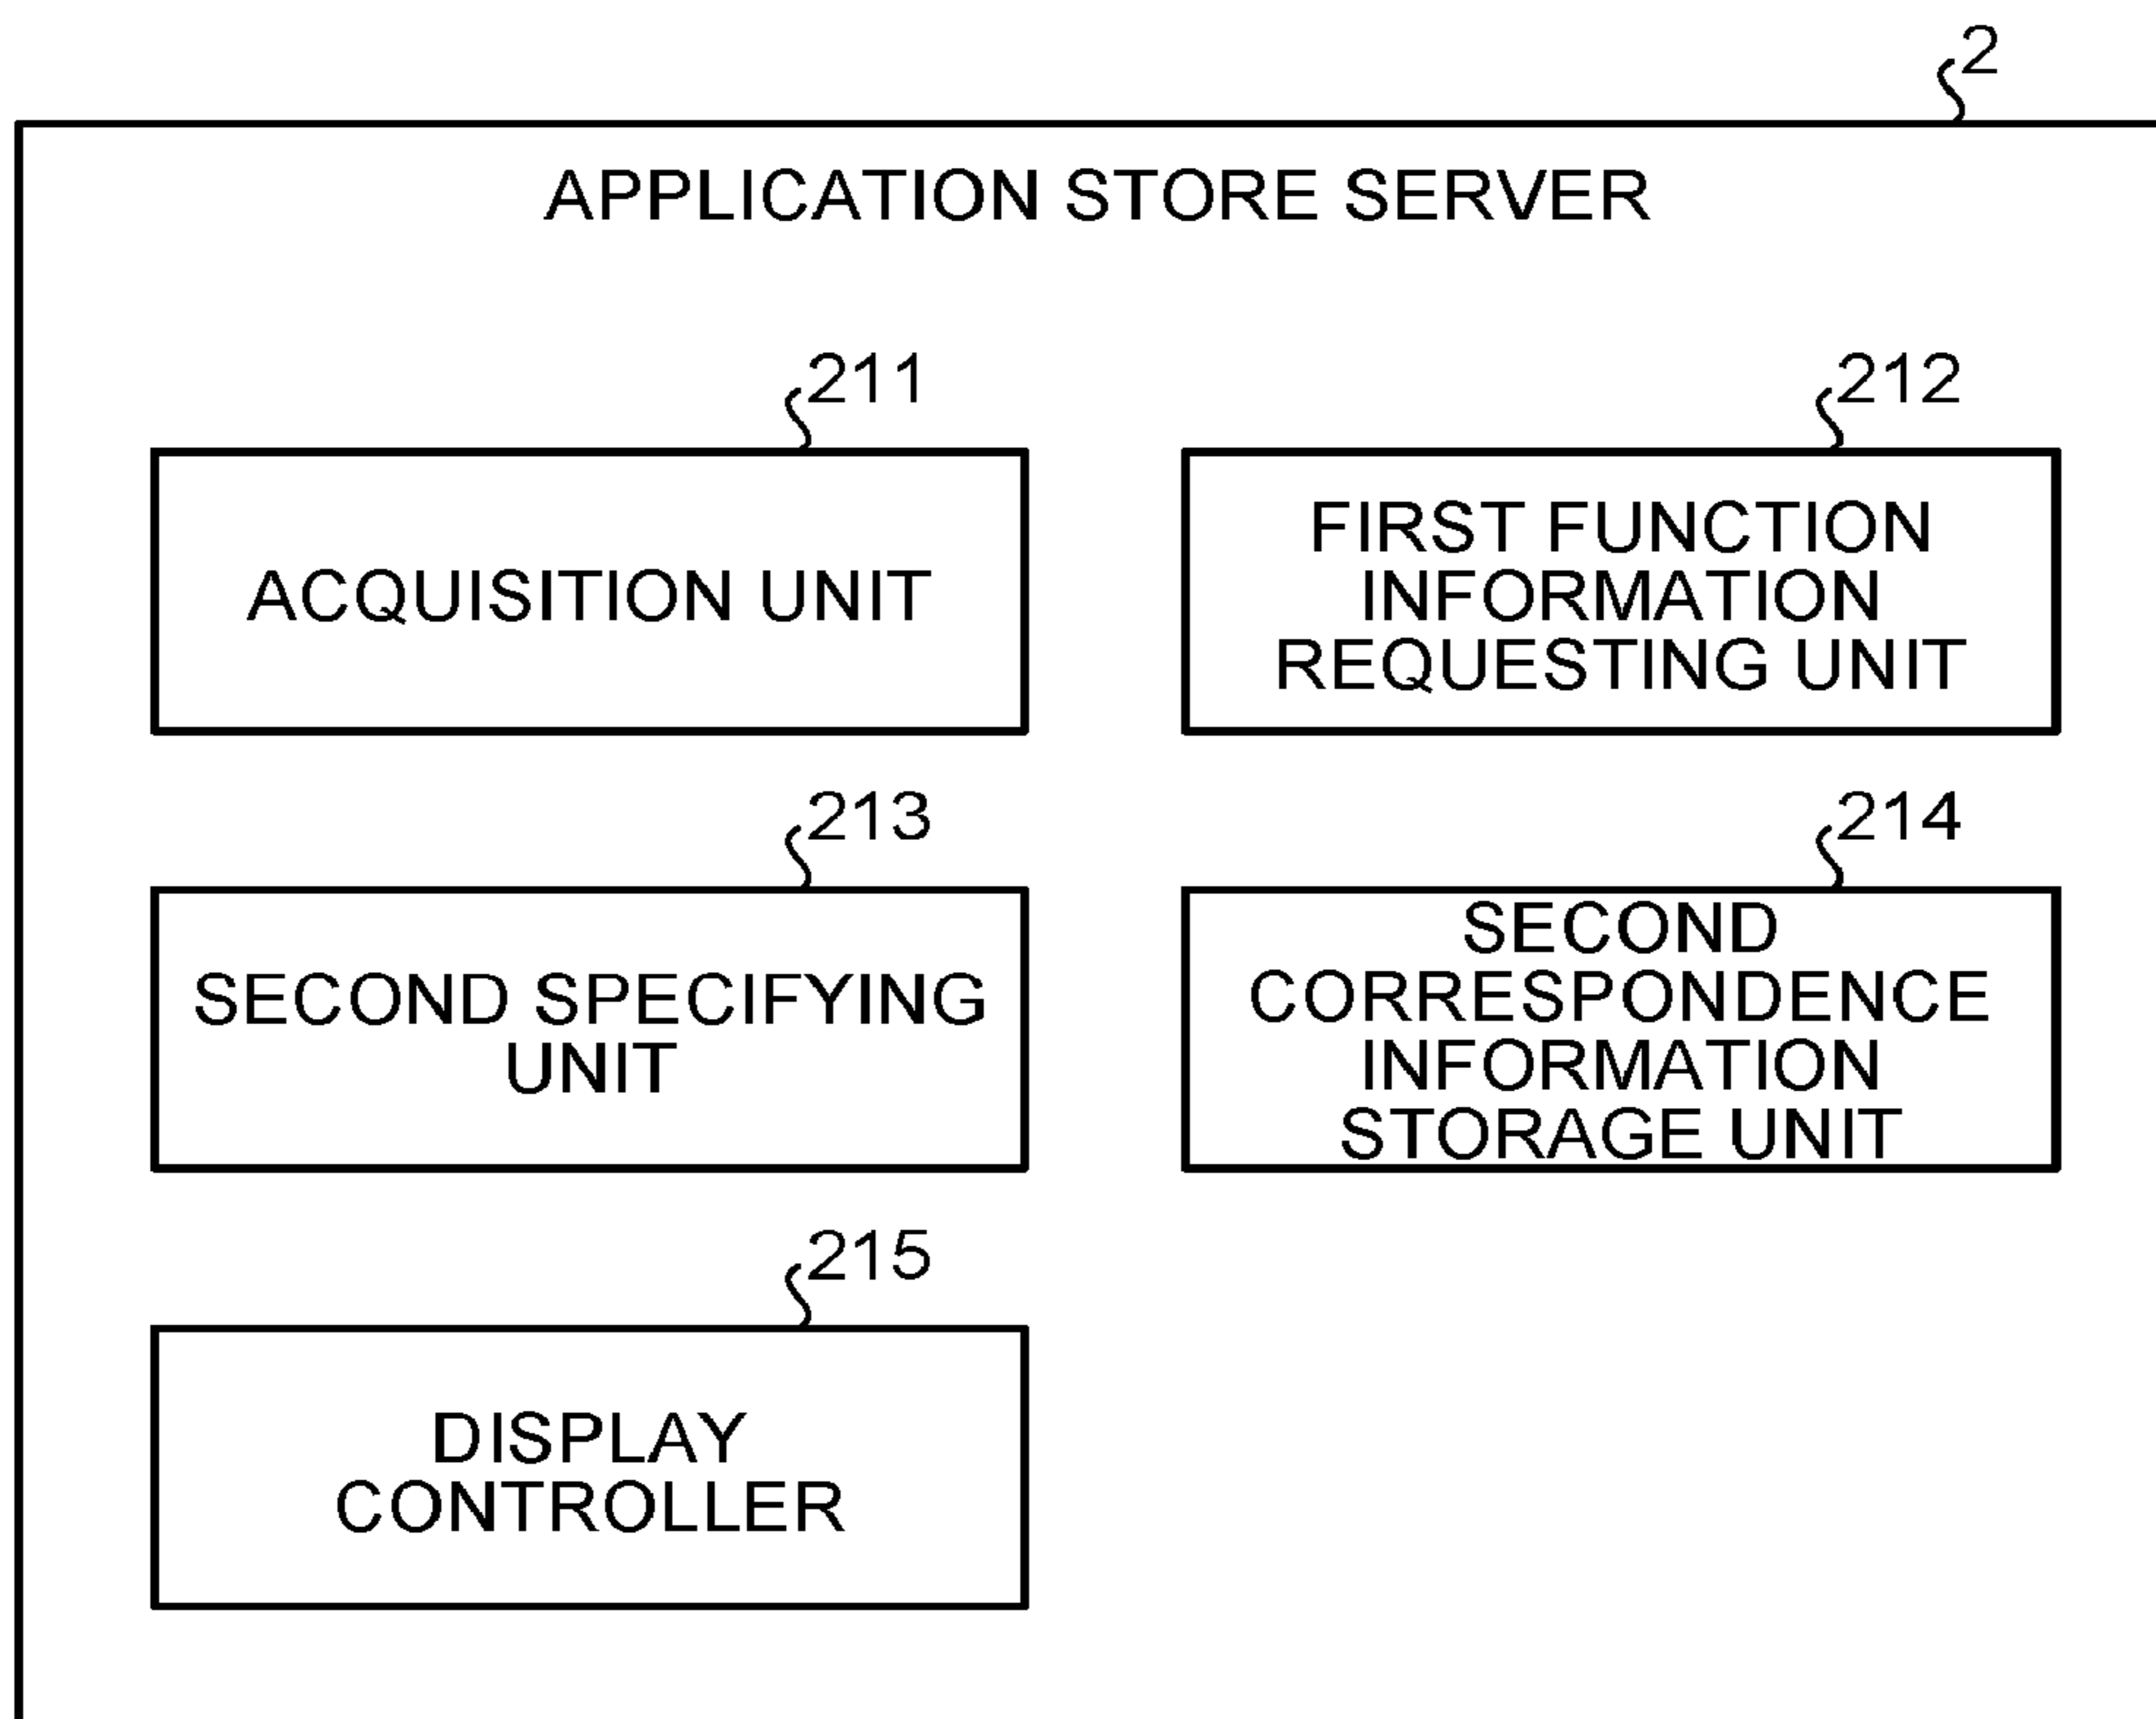 2
APPLICATION STORE SERVER
211
ACQUISITION UNIT
212
FIRST FUNCTION
INFORMATION
REQUESTING UNIT
213
SECOND SPECIFYING
UNIT
214
SECOND
CORRESPONDENCE
INFORMATION
STORAGE UNIT
215
DISPLAY
CONTROLLER